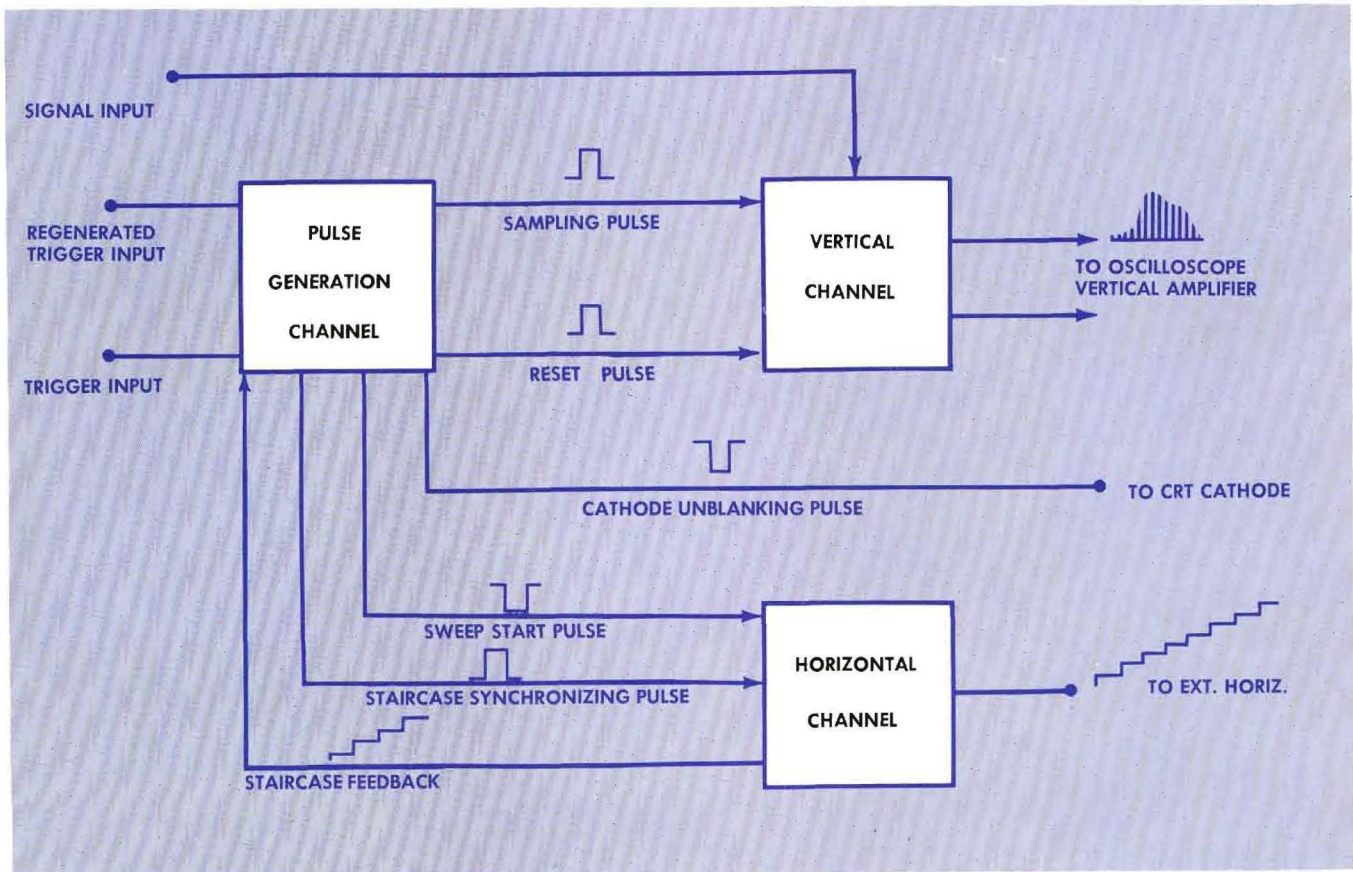 SIGNAL INPUT
REGENERATED
TRIGGER INPUT
TRIGGER INPUT
PULSE
GENERATION
CHANNEL
SAMPLING PULSE
RESET PULSE
VERTICAL
CHANNEL
TO OSCILLOSCOPE
VERTICAL AMPLIFIER
CATHODE UNBLANKING PULSE
TO CRT CATHODE
SWEEP START PULSE
STAIRCASE SYNCHRONIZING PULSE
STAIRCASE FEEDBACK
HORIZONTAL
CHANNEL
TO EXT. HORIZ.